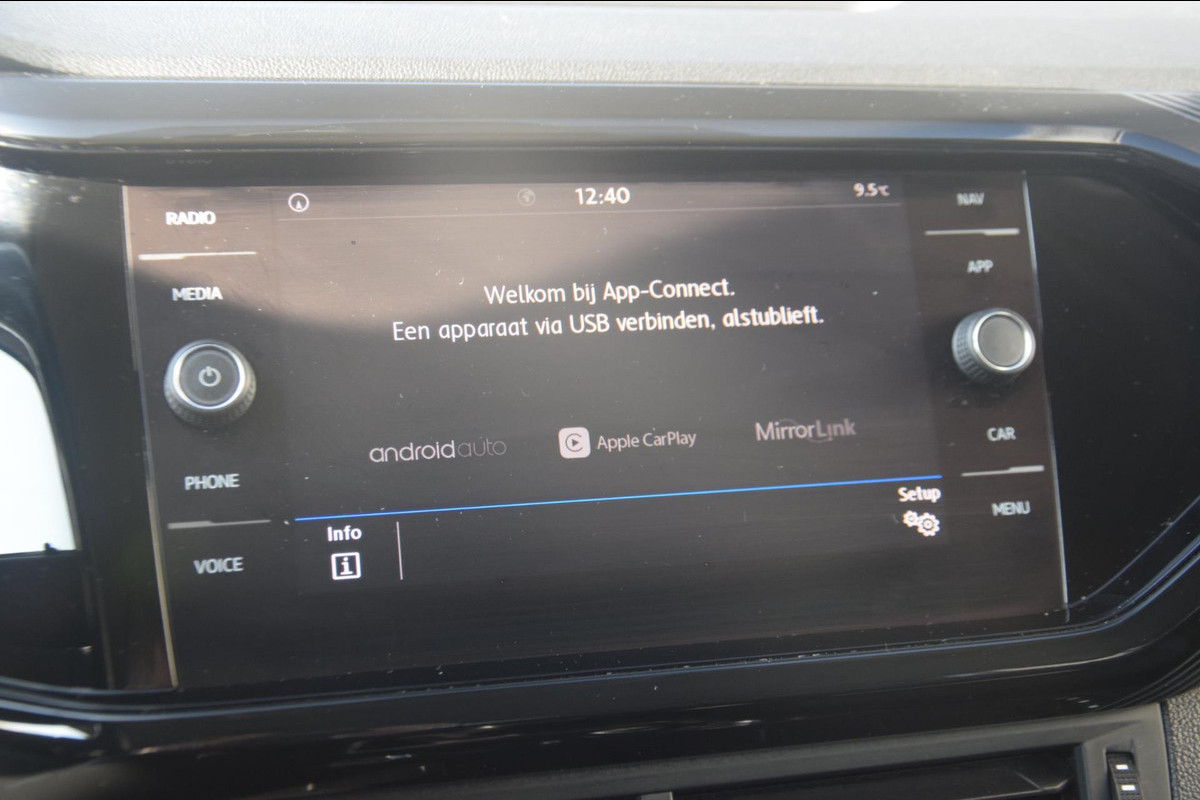 RADIO
MEDIA
PHONE
VOICE
12:40
9.5°C
Welkom bij App-Connect.
Een apparaat via USB verbinden, alstublieft.
androidauto
Apple CarPlay
MirrorLink
Info
i
Setup
NAV
APP
CAR
MENU